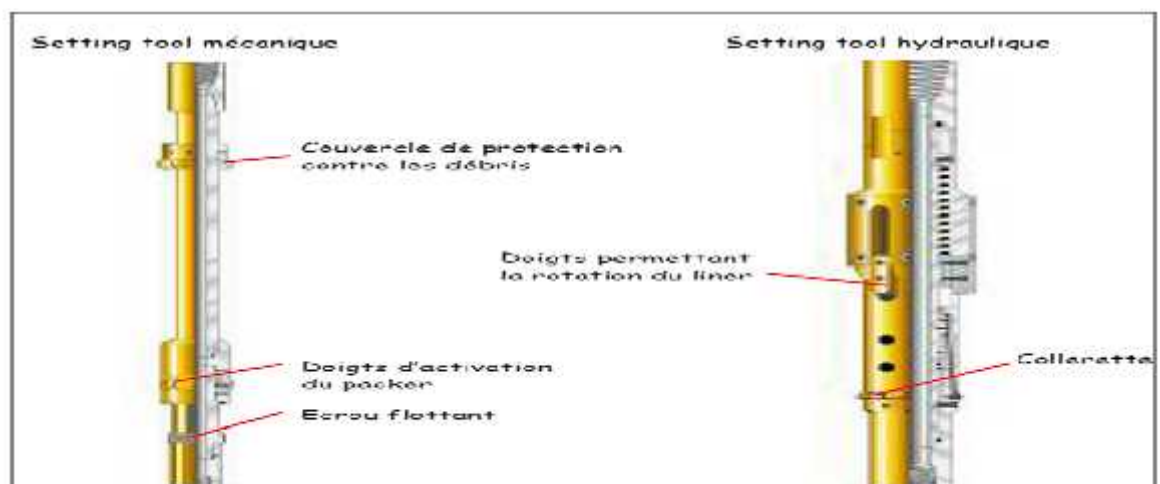 Setting tool mécanique
Setting tool hydraulique
Couvercle de protection
contre les débris
Doigts permettant
la rotation du liner
Doigts d'activation
du packer
Ecrou flottant
Collerette